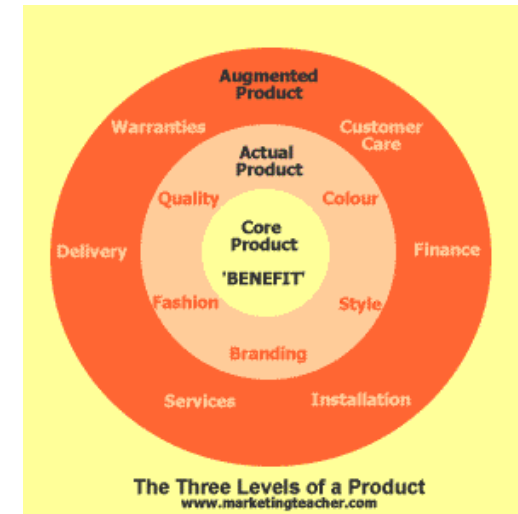 Augmented
Product
Warranties
Customer
Care
Actual
Product
Quality
Colour
Core
Product
Delivery
Finance
'BENEFIT'
Fashion
Style
Branding
Services
Installation
The Three Levels of a Product
www.marketingteacher.com